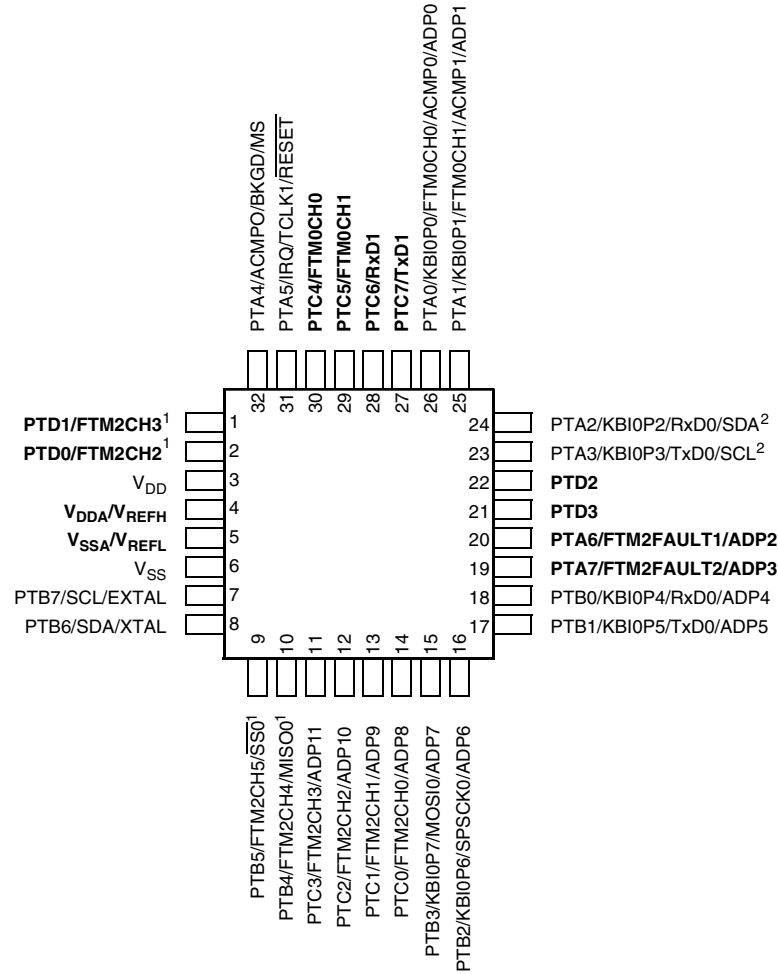 PTA4/ACMPO/BKGD/MS
PTA5/IRQ/TCLK1/RESET
PTC4/FTM0CH0
PTC5/FTM0CH1
PTC6/RxD1
PTC7/TxD1
PTA0/KBI0P0/FTM0CH0/ACMP0/ADP0
PTA1/KBI0P1/FTM0CH1/ACMP1/ADP1
32
31
30
29
28
27
26
25
PTD1/FTM2CH3¹ 1
PTD0/FTM2CH2¹ 2
VDD 3
VDDA/VREFH 4
VSSA/VREFL 5
VSS 6
PTB7/SCL/EXTAL 7
PTB6/SDA/XTAL 8
24 PTA2/KBI0P2/RxD0/SDA²
23 PTA3/KBI0P3/TxD0/SCL²
22 PTD2
21 PTD3
20 PTA6/FTM2FAULT1/ADP2
19 PTA7/FTM2FAULT2/ADP3
18 PTB0/KBI0P4/RxD0/ADP4
17 PTB1/KBI0P5/TxD0/ADP5
9
10
11
12
13
14
15
16
PTB5/FTM2CH5/SS0¹
PTB4/FTM2CH4/MISO0¹
PTC3/FTM2CH3/ADP11
PTC2/FTM2CH2/ADP10
PTC1/FTM2CH1/ADP9
PTC0/FTM2CH0/ADP8
PTB3/KBI0P7/MOSI0/ADP7
PTB2/KBI0P6/SPSCK0/ADP6